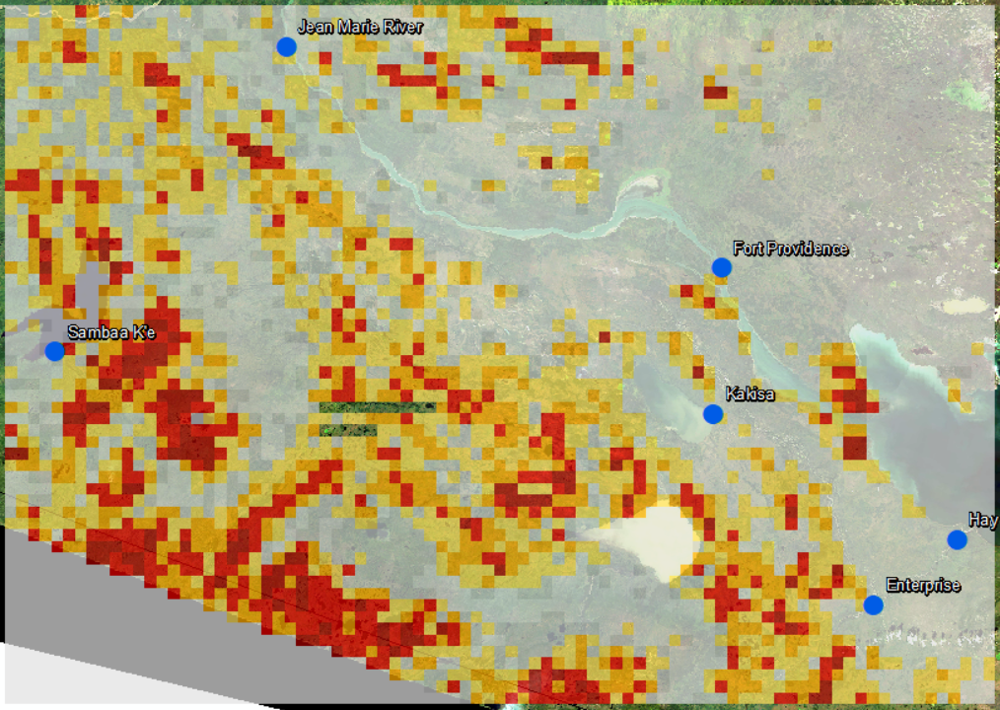 Jean Marie River
Fort Providence
Sambaa K'e
Kakisa
Hay
Enterprise